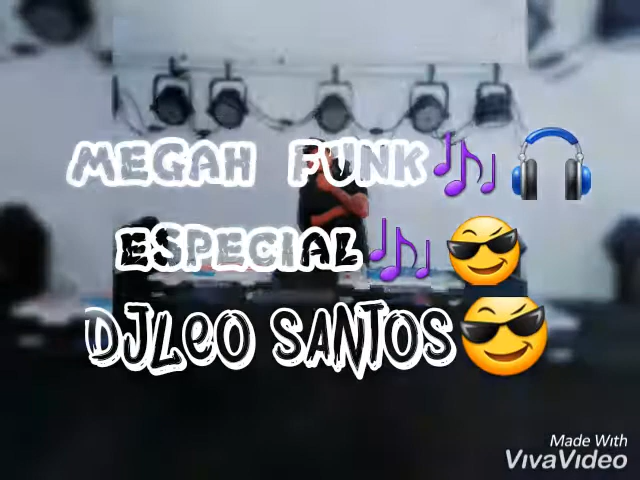 MEGAH FUNK🎶🎧
ESPECIAL🎶😎
DJLEO SANTOS😎
Made With
VivaVideo